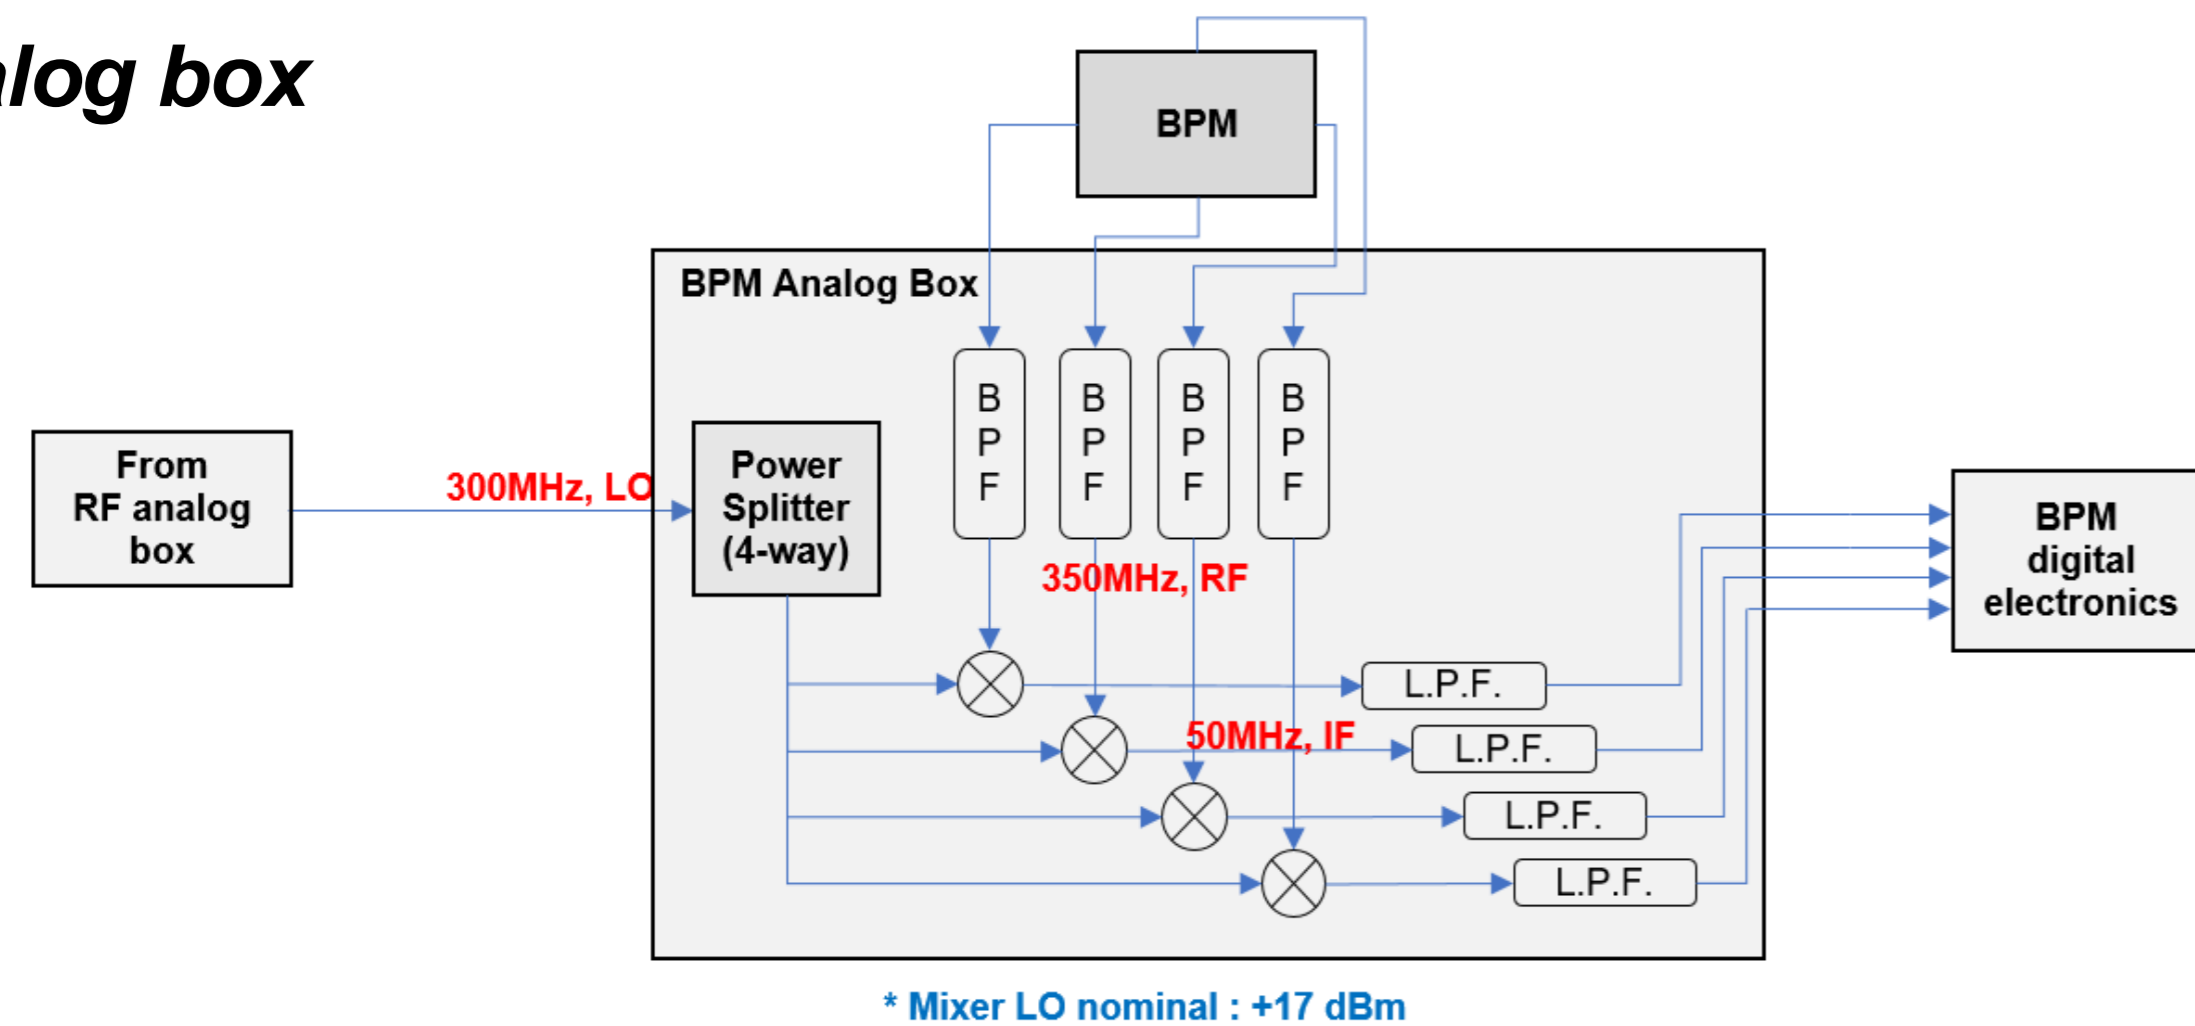 alog box
BPM
BPM Analog Box
B
P
F
B
P
F
B
P
F
B
P
F
From
RF analog
box
300MHz, LO
Power
Splitter
(4-way)
350MHz, RF
50MHz, IF
L.P.F.
L.P.F.
L.P.F.
L.P.F.
BPM
digital
electronics
* Mixer LO nominal : +17 dBm